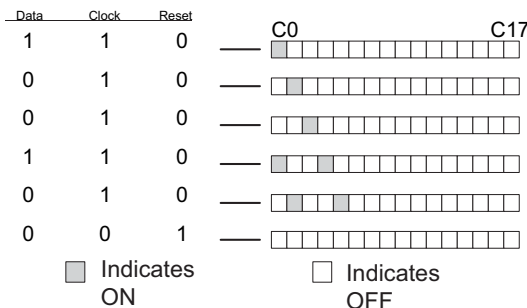 Data Clock Reset
C0 C17
1 1 0
0 1 0
0 1 0
1 1 0
0 1 0
0 0 1
Indicates ON
Indicates OFF